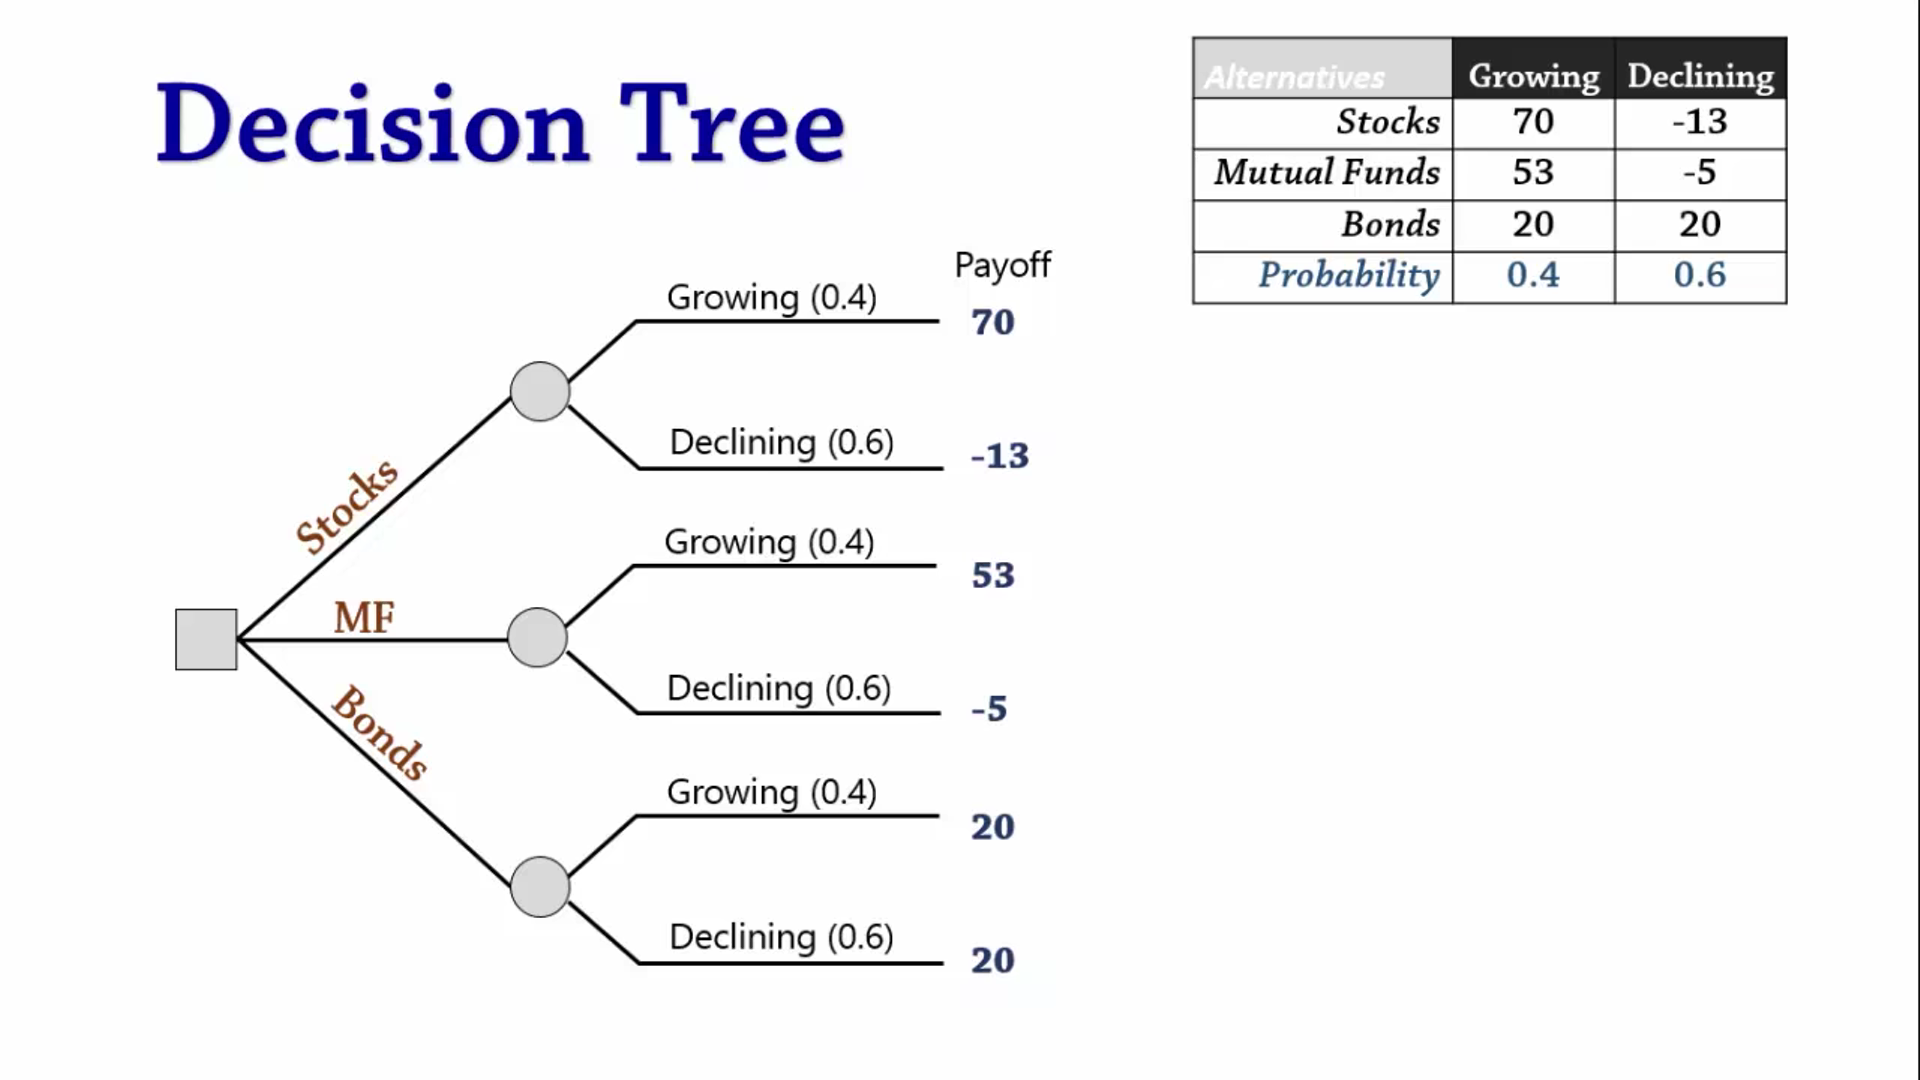 Decision Tree
Alternatives Growing Declining
Stocks 70 -13
Mutual Funds 53 -5
Bonds 20 20
Probability 0.4 0.6
Payoff
Growing (0.4) 70
Declining (0.6) -13
Stocks
Growing (0.4) 53
MF
Declining (0.6) -5
Bonds
Growing (0.4) 20
Declining (0.6) 20